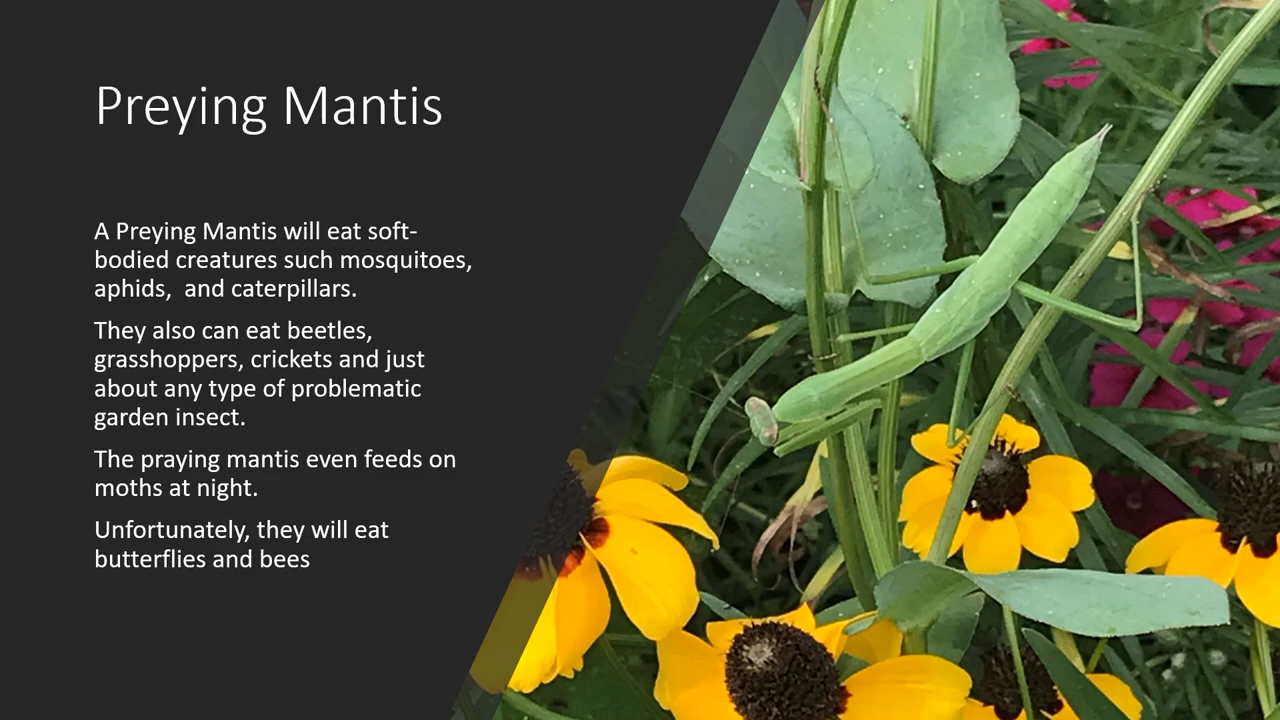 Preying Mantis
A Preying Mantis will eat soft-
bodied creatures such mosquitoes,
aphids,  and caterpillars.
They also can eat beetles,
grasshoppers, crickets and just
about any type of problematic
garden insect.
The praying mantis even feeds on
moths at night.
Unfortunately, they will eat
butterflies and bees